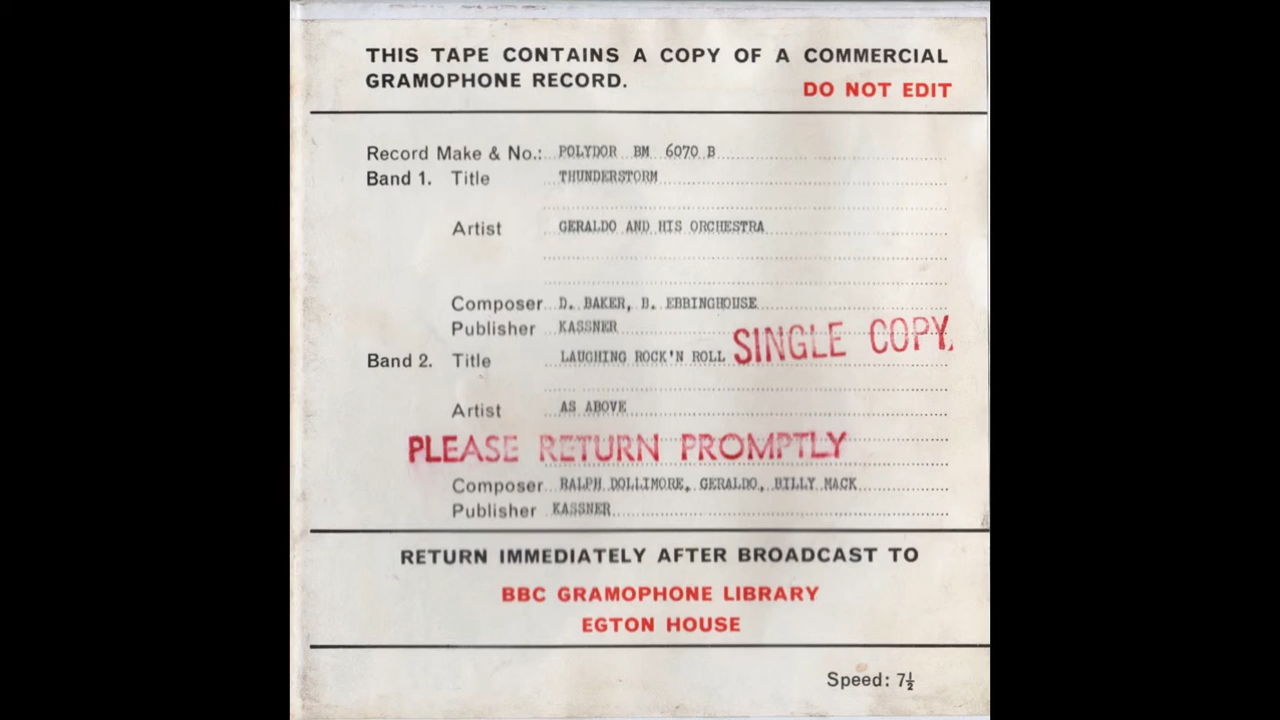 THIS TAPE CONTAINS A COPY OF A COMMERCIAL
GRAMOPHONE RECORD.
DO NOT EDIT
Record Make & No.: POLYDOR BM 6070 B
Band 1. Title THUNDERSTORM
Artist GERALDO AND HIS ORCHESTRA
Composer D. BAKER, B. EBBINGHOUSE
Publisher KASSNER
SINGLE COPY.
Band 2. Title LAUGHING ROCK'N ROLL
Artist AS ABOVE
PLEASE RETURN PROMPTLY
Composer RALPH DOLLIMORE, GERALDO, BILLY MACK
Publisher KASSNER
RETURN IMMEDIATELY AFTER BROADCAST TO
BBC GRAMOPHONE LIBRARY
EGTON HOUSE
Speed: 7½